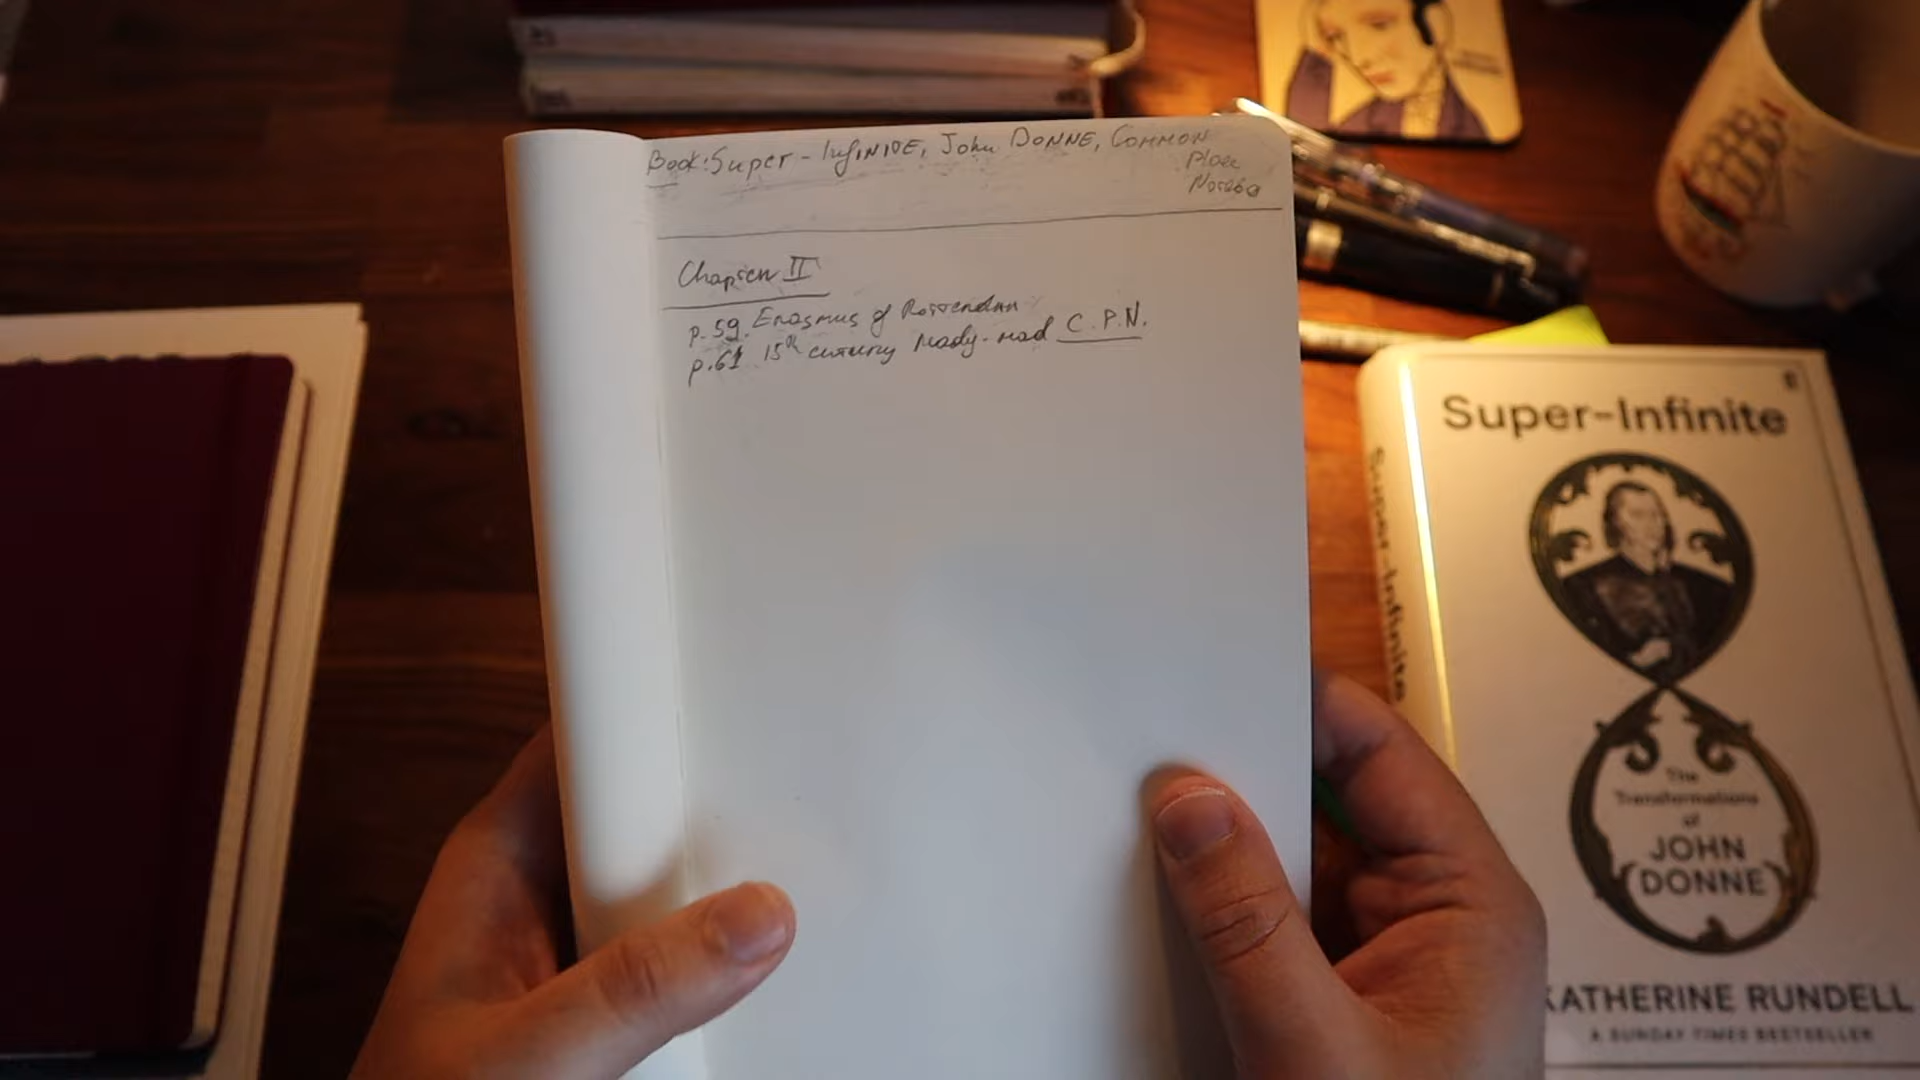 Book: Super-Infinite, John DONNE, COMMON
Place
Chapter II
p.59. Erasmus of Rotterdam
p.61 15th century ready-mad C.P.N.
Super-Infinite
Super-Infinite
The
Transformations
of
JOHN
DONNE
KATHERINE RUNDELL
A SUNDAY TIMES BESTSELLER